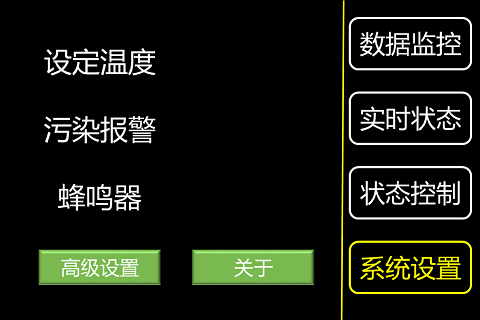 设定温度
污染报警
蜂鸣器
高级设置
关于
数据监控
实时状态
状态控制
系统设置